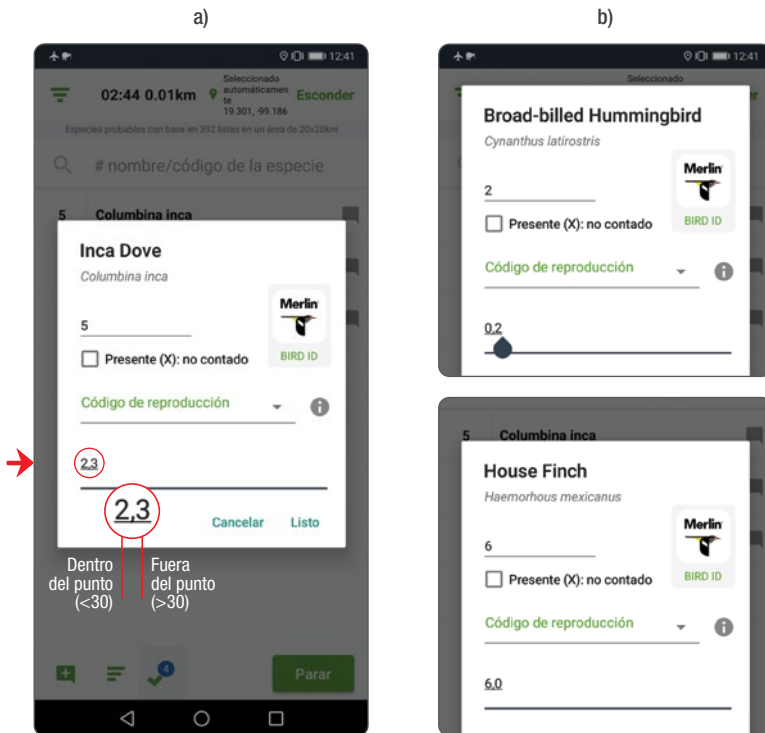 a)
12:41
02:44 0.01km
Seleccionado
automáticamen
te
19.301, -99.186
Esconder
Especies probables con base en 392 listas en un área de 20x20km
# nombre/código de la especie
5 Columbina inca
Inca Dove
Columbina inca
5
Merlin
BIRD ID
Presente (X): no contado
Código de reproducción
2,3
2,3
Cancelar Listo
Dentro
del punto
(<30)
Fuera
del punto
(>30)
4
Parar
b)
12:41
Seleccionado
Broad-billed Hummingbird
Cynanthus latirostris
2
Merlin
BIRD ID
Presente (X): no contado
Código de reproducción
0,2
5 Columbina inca
House Finch
Haemorhous mexicanus
6
Merlin
BIRD ID
Presente (X): no contado
Código de reproducción
6,0